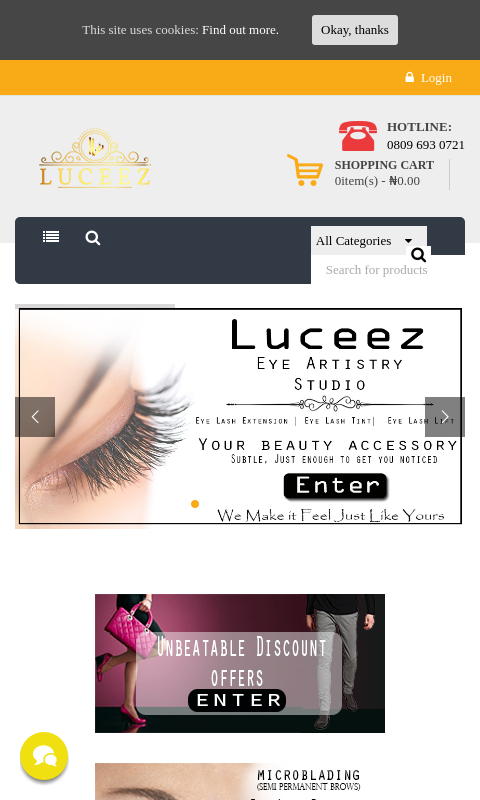 This site uses cookies: Find out more.
Okay, thanks
Login
HOTLINE:
0809 693 0721
LUCEEZ
SHOPPING CART
0item(s) - ₦0.00
All Categories
Search for products
Luceez
Eye Artistry
Studio
Eye Lash Extension | Eye Lash Tint| Eye Lash Lift
Your beauty accessory
Subtle, Just enough to get you noticed
Enter
We Make it Feel Just Like Yours
Unbeatable Discount
offers
ENTER
MICROBLADING
(SEMI PERMANENT BROWS)